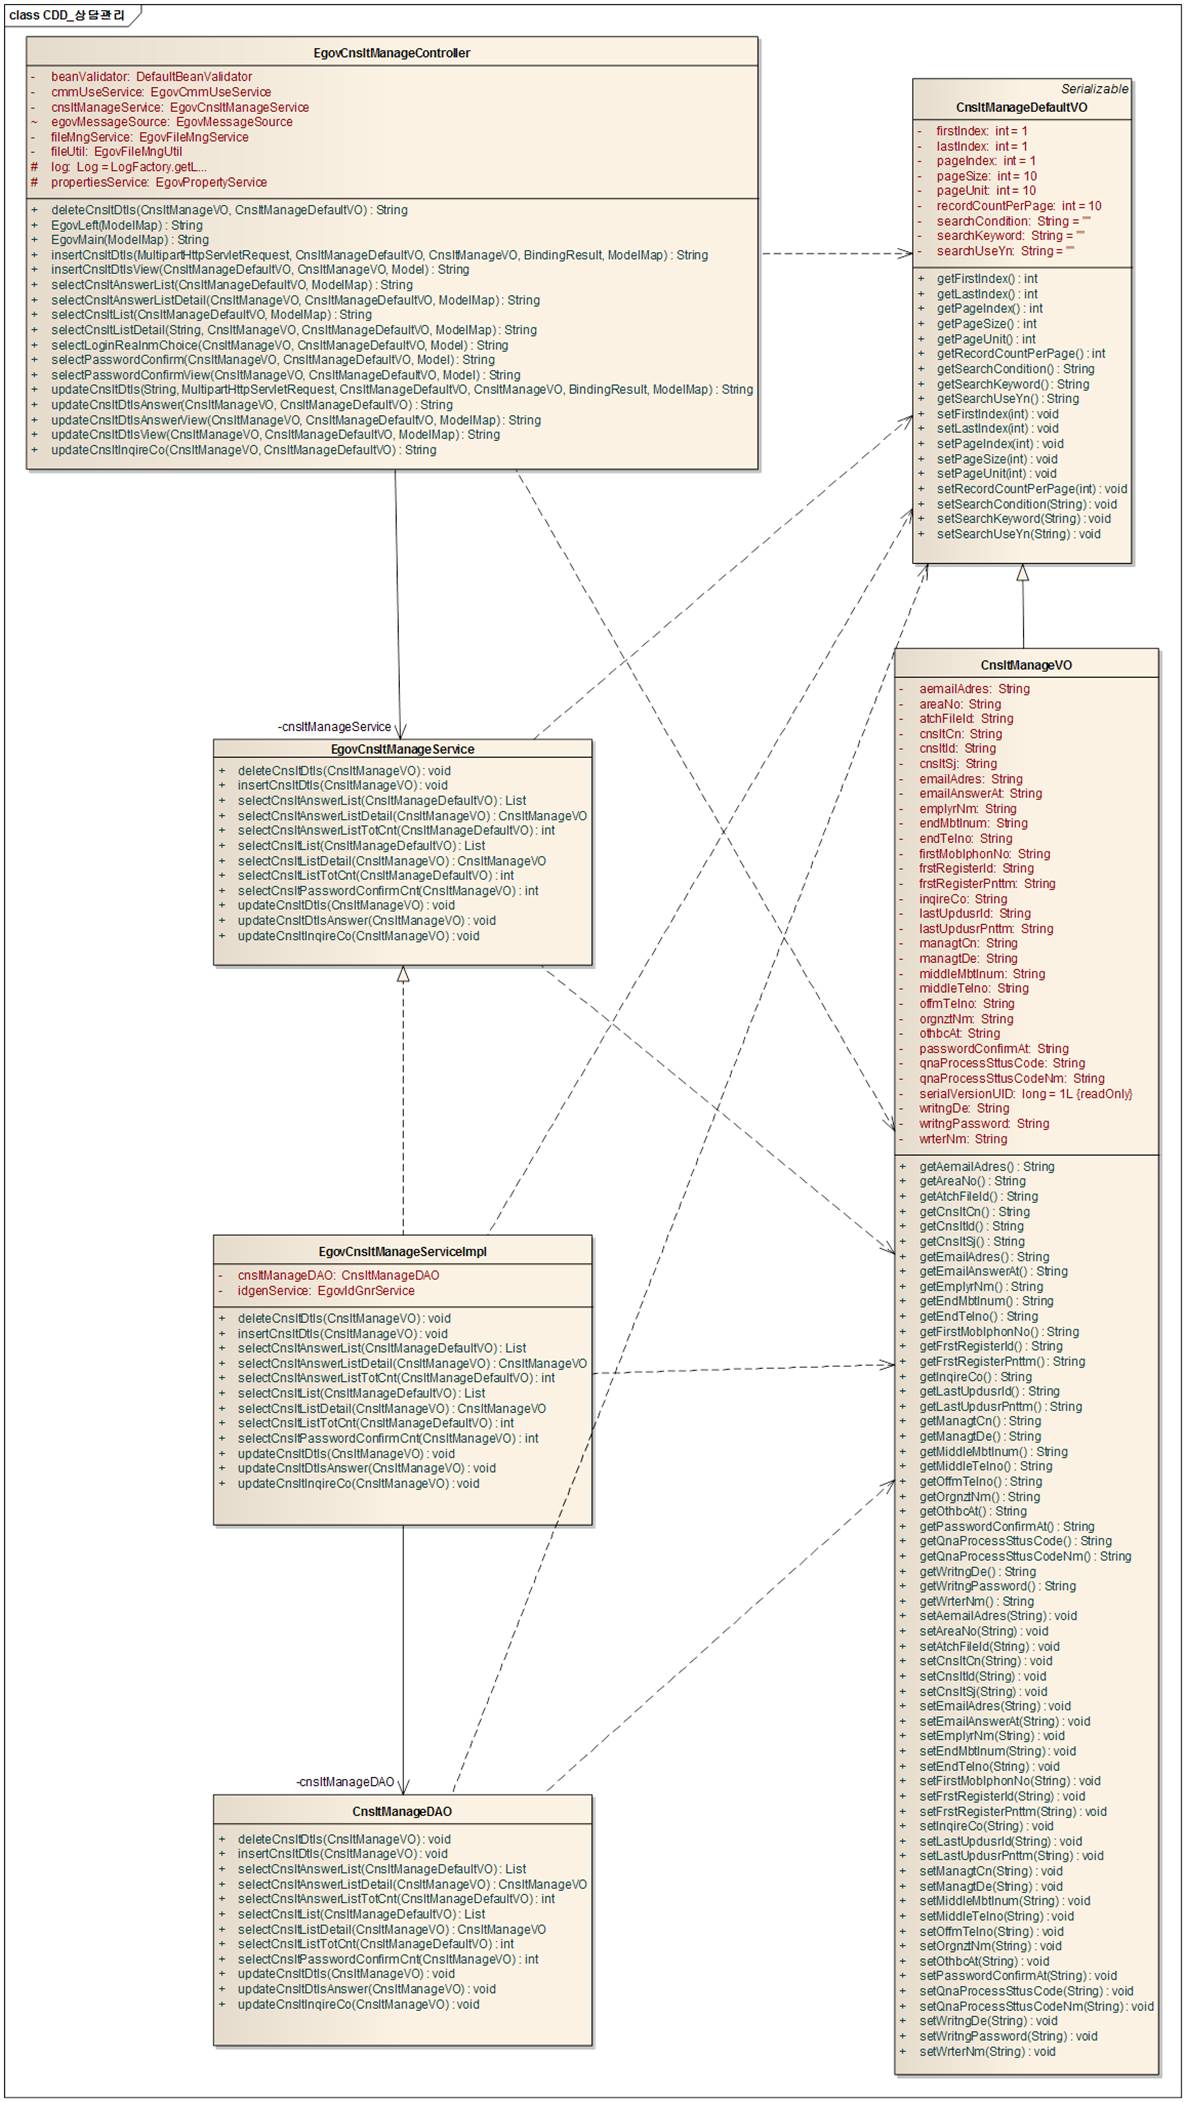 class CDD_상담관리
EgovCnsltManageController
- beanValidator: DefaultBeanValidator
- cmmUseService: EgovCmmUseService
- cnsltManageService: EgovCnsltManageService
~ egovMessageSource: EgovMessageSource
- fileMngService: EgovFileMngService
- fileUtil: EgovFileMngUtil
# log: Log = LogFactory.getL...
# propertiesService: EgovPropertyService
+ deleteCnsltDtls(CnsltManageVO, CnsltManageDefaultVO) : String
+ EgovLeft(ModelMap) : String
+ EgovMain(ModelMap) : String
+ insertCnsltDtls(MultipartHttpServletRequest, CnsltManageDefaultVO, CnsltManageVO, BindingResult, ModelMap) : String
+ insertCnsltDtlsView(CnsltManageDefaultVO, CnsltManageVO, Model) : String
+ selectCnsltAnswerList(CnsltManageDefaultVO, ModelMap) : String
+ selectCnsltAnswerListDetail(CnsltManageVO, CnsltManageDefaultVO, ModelMap) : String
+ selectCnsltList(CnsltManageDefaultVO, ModelMap) : String
+ selectCnsltListDetail(String, CnsltManageVO, CnsltManageDefaultVO, ModelMap) : String
+ selectLoginRealnmChoice(CnsltManageVO, CnsltManageDefaultVO, Model) : String
+ selectPasswordConfirm(CnsltManageVO, CnsltManageDefaultVO, Model) : String
+ selectPasswordConfirmView(CnsltManageVO, CnsltManageDefaultVO, Model) : String
+ updateCnsltDtls(String, MultipartHttpServletRequest, CnsltManageDefaultVO, CnsltManageVO, BindingResult, ModelMap) : String
+ updateCnsltDtlsAnswer(CnsltManageVO, CnsltManageDefaultVO) : String
+ updateCnsltDtlsAnswerView(CnsltManageVO, CnsltManageDefaultVO, ModelMap) : String
+ updateCnsltDtlsView(CnsltManageVO, CnsltManageDefaultVO, ModelMap) : String
+ updateCnsltInqireCo(CnsltManageVO, CnsltManageDefaultVO) : String
Serializable
CnsltManageDefaultVO
- firstIndex: int = 1
- lastIndex: int = 1
- pageIndex: int = 1
- pageSize: int = 10
- pageUnit: int = 10
- recordCountPerPage: int = 10
- searchCondition: String = ""
- searchKeyword: String = ""
- searchUseYn: String = ""
+ getFirstIndex() : int
+ getLastIndex() : int
+ getPageIndex() : int
+ getPageSize() : int
+ getPageUnit() : int
+ getRecordCountPerPage() : int
+ getSearchCondition() : String
+ getSearchKeyword() : String
+ getSearchUseYn() : String
+ setFirstIndex(int) : void
+ setLastIndex(int) : void
+ setPageIndex(int) : void
+ setPageSize(int) : void
+ setPageUnit(int) : void
+ setRecordCountPerPage(int) : void
+ setSearchCondition(String) : void
+ setSearchKeyword(String) : void
+ setSearchUseYn(String) : void
-cnsltManageService
EgovCnsltManageService
+ deleteCnsltDtls(CnsltManageVO) : void
+ insertCnsltDtls(CnsltManageVO) : void
+ selectCnsltAnswerList(CnsltManageDefaultVO) : List
+ selectCnsltAnswerListDetail(CnsltManageVO) : CnsltManageVO
+ selectCnsltAnswerListTotCnt(CnsltManageDefaultVO) : int
+ selectCnsltList(CnsltManageDefaultVO) : List
+ selectCnsltListDetail(CnsltManageVO) : CnsltManageVO
+ selectCnsltListTotCnt(CnsltManageDefaultVO) : int
+ selectCnsltPasswordConfirmCnt(CnsltManageVO) : int
+ updateCnsltDtls(CnsltManageVO) : void
+ updateCnsltDtlsAnswer(CnsltManageVO) : void
+ updateCnsltInqireCo(CnsltManageVO) : void
EgovCnsltManageServiceImpl
- cnsltManageDAO: CnsltManageDAO
- idgenService: EgovIdGnrService
+ deleteCnsltDtls(CnsltManageVO) : void
+ insertCnsltDtls(CnsltManageVO) : void
+ selectCnsltAnswerList(CnsltManageDefaultVO) : List
+ selectCnsltAnswerListDetail(CnsltManageVO) : CnsltManageVO
+ selectCnsltAnswerListTotCnt(CnsltManageDefaultVO) : int
+ selectCnsltList(CnsltManageDefaultVO) : List
+ selectCnsltListDetail(CnsltManageVO) : CnsltManageVO
+ selectCnsltListTotCnt(CnsltManageDefaultVO) : int
+ selectCnsltPasswordConfirmCnt(CnsltManageVO) : int
+ updateCnsltDtls(CnsltManageVO) : void
+ updateCnsltDtlsAnswer(CnsltManageVO) : void
+ updateCnsltInqireCo(CnsltManageVO) : void
-cnsltManageDAO
CnsltManageDAO
+ deleteCnsltDtls(CnsltManageVO) : void
+ insertCnsltDtls(CnsltManageVO) : void
+ selectCnsltAnswerList(CnsltManageDefaultVO) : List
+ selectCnsltAnswerListDetail(CnsltManageVO) : CnsltManageVO
+ selectCnsltAnswerListTotCnt(CnsltManageDefaultVO) : int
+ selectCnsltList(CnsltManageDefaultVO) : List
+ selectCnsltListDetail(CnsltManageVO) : CnsltManageVO
+ selectCnsltListTotCnt(CnsltManageDefaultVO) : int
+ selectCnsltPasswordConfirmCnt(CnsltManageVO) : int
+ updateCnsltDtls(CnsltManageVO) : void
+ updateCnsltDtlsAnswer(CnsltManageVO) : void
+ updateCnsltInqireCo(CnsltManageVO) : void
CnsltManageVO
- aemailAdres: String
- areaNo: String
- atchFileId: String
- cnsltCn: String
- cnsltId: String
- cnsltSj: String
- emailAdres: String
- emailAnswerAt: String
- emplyrNm: String
- endMbtlnum: String
- endTelno: String
- firstMoblphonNo: String
- frstRegisterId: String
- frstRegisterPnttm: String
- inqireCo: String
- lastUpdusrId: String
- lastUpdusrPnttm: String
- managtCn: String
- managtDe: String
- middleMbtlnum: String
- middleTelno: String
- offmTelno: String
- orgnztNm: String
- othbcAt: String
- passwordConfirmAt: String
- qnaProcessSttusCode: String
- qnaProcessSttusCodeNm: String
- serialVersionUID: long = 1L {readOnly}
- writngDe: String
- writngPassword: String
- wrterNm: String
+ getAemailAdres() : String
+ getAreaNo() : String
+ getAtchFileId() : String
+ getCnsltCn() : String
+ getCnsltId() : String
+ getCnsltSj() : String
+ getEmailAdres() : String
+ getEmailAnswerAt() : String
+ getEmplyrNm() : String
+ getEndMbtlnum() : String
+ getEndTelno() : String
+ getFirstMoblphonNo() : String
+ getFrstRegisterId() : String
+ getFrstRegisterPnttm() : String
+ getInqireCo() : String
+ getLastUpdusrId() : String
+ getLastUpdusrPnttm() : String
+ getManagtCn() : String
+ getManagtDe() : String
+ getMiddleMbtlnum() : String
+ getMiddleTelno() : String
+ getOffmTelno() : String
+ getOrgnztNm() : String
+ getOthbcAt() : String
+ getPasswordConfirmAt() : String
+ getQnaProcessSttusCode() : String
+ getQnaProcessSttusCodeNm() : String
+ getWritngDe() : String
+ getWritngPassword() : String
+ getWrterNm() : String
+ setAemailAdres(String) : void
+ setAreaNo(String) : void
+ setAtchFileId(String) : void
+ setCnsltCn(String) : void
+ setCnsltId(String) : void
+ setCnsltSj(String) : void
+ setEmailAdres(String) : void
+ setEmailAnswerAt(String) : void
+ setEmplyrNm(String) : void
+ setEndMbtlnum(String) : void
+ setEndTelno(String) : void
+ setFirstMoblphonNo(String) : void
+ setFrstRegisterId(String) : void
+ setFrstRegisterPnttm(String) : void
+ setInqireCo(String) : void
+ setLastUpdusrId(String) : void
+ setLastUpdusrPnttm(String) : void
+ setManagtCn(String) : void
+ setManagtDe(String) : void
+ setMiddleMbtlnum(String) : void
+ setMiddleTelno(String) : void
+ setOffmTelno(String) : void
+ setOrgnztNm(String) : void
+ setOthbcAt(String) : void
+ setPasswordConfirmAt(String) : void
+ setQnaProcessSttusCode(String) : void
+ setQnaProcessSttusCodeNm(String) : void
+ setWritngDe(String) : void
+ setWritngPassword(String) : void
+ setWrterNm(String) : void